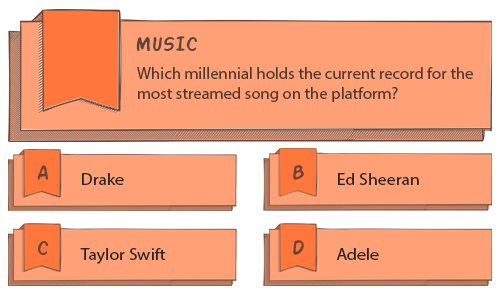 MUSIC
Which millennial holds the current record for the
most streamed song on the platform?
A Drake
B Ed Sheeran
C Taylor Swift
D Adele